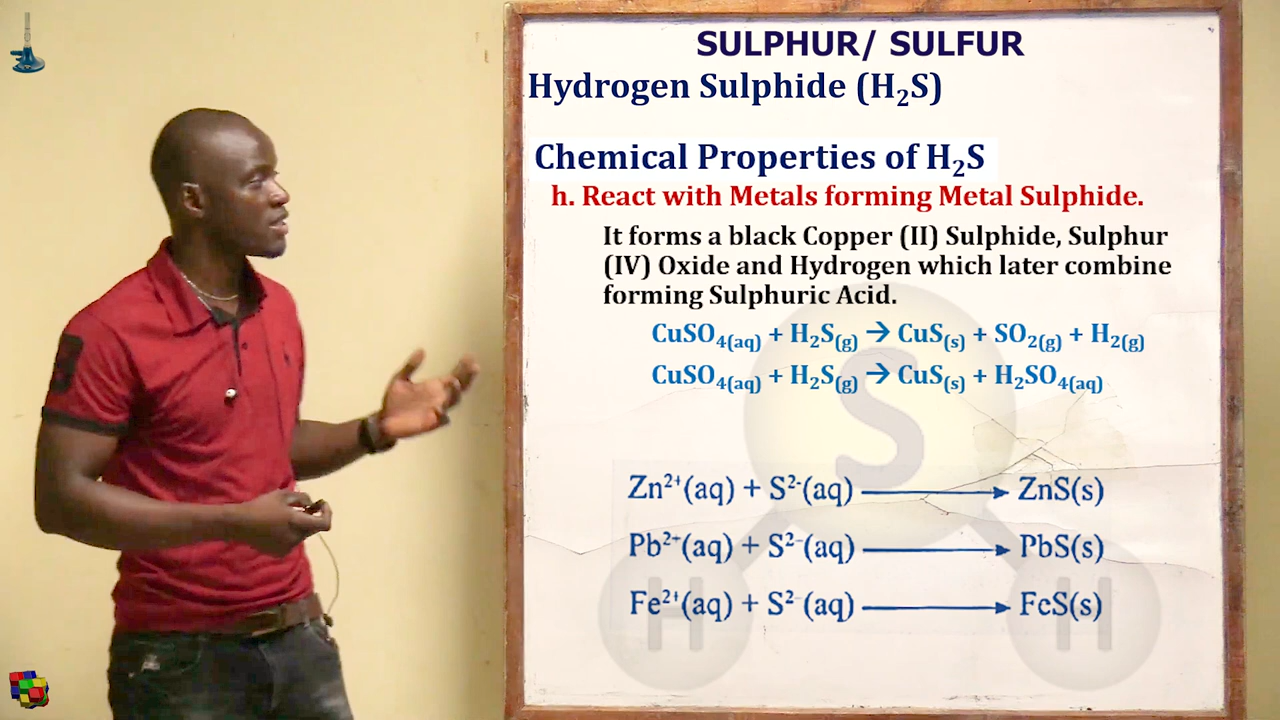 SULPHUR/ SULFUR
Hydrogen Sulphide (H₂S)
Chemical Properties of H₂S
h. React with Metals forming Metal Sulphide.
It forms a black Copper (II) Sulphide, Sulphur
(IV) Oxide and Hydrogen which later combine
forming Sulphuric Acid.
CuSO₄(aq) + H₂S(g) → CuS(s) + SO₂(g) + H₂(g)
CuSO₄(aq) + H₂S(g) → CuS(s) + H₂SO₄(aq)
Zn²⁺(aq) + S²⁻(aq) ⟶ ZnS(s)
Pb²⁺(aq) + S²⁻(aq) ⟶ PbS(s)
Fe²⁺(aq) + S²⁻(aq) ⟶ FeS(s)
S
H H